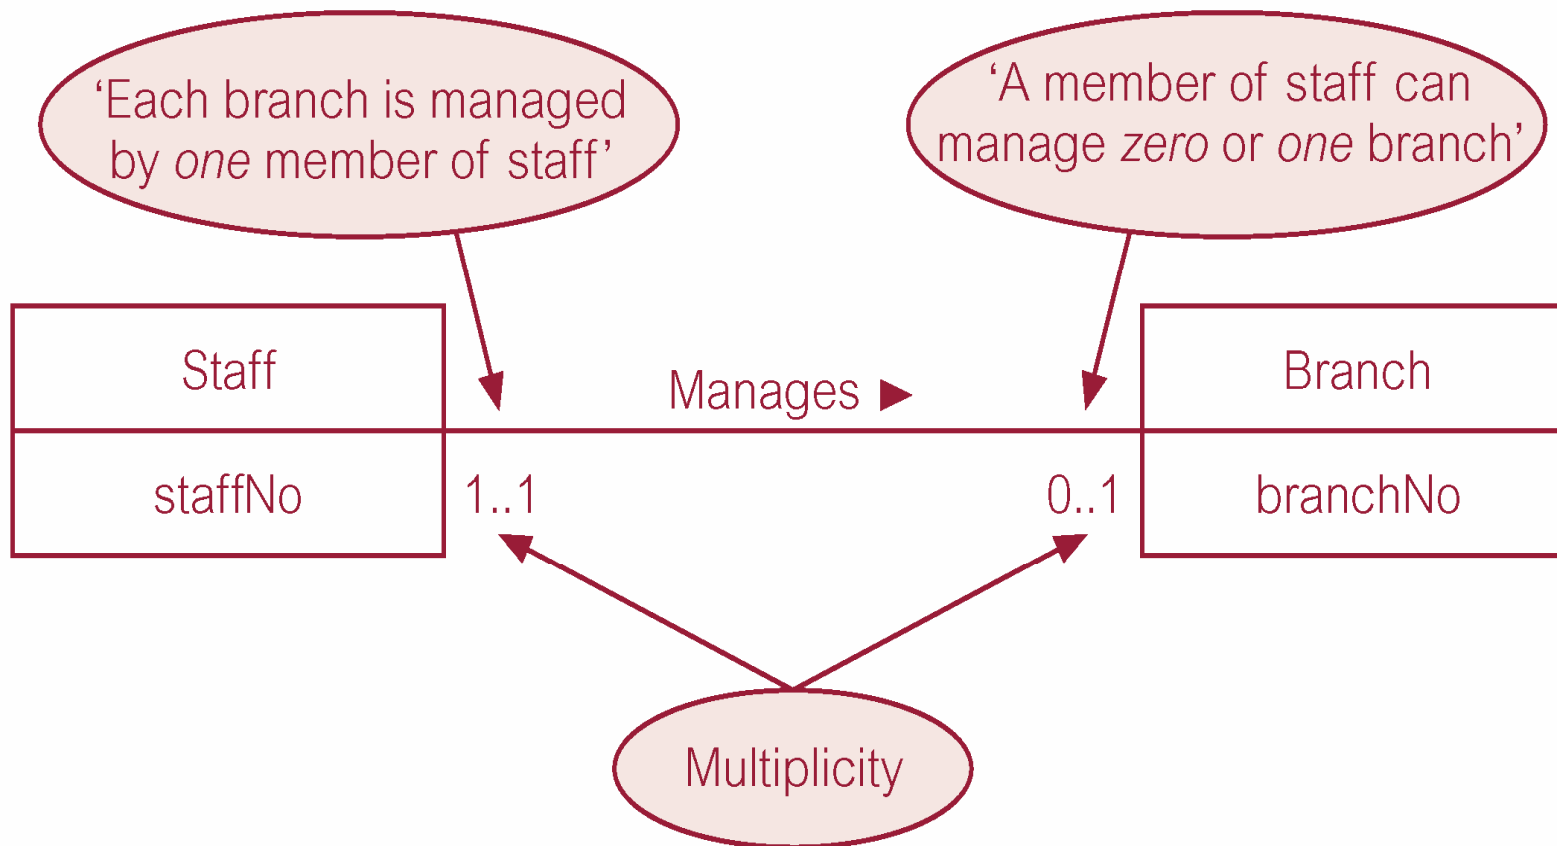 ‘Each branch is managed
by one member of staff’
‘A member of staff can
manage zero or one branch’
Staff
Manages ►
Branch
staffNo
1..1
0..1
branchNo
Multiplicity